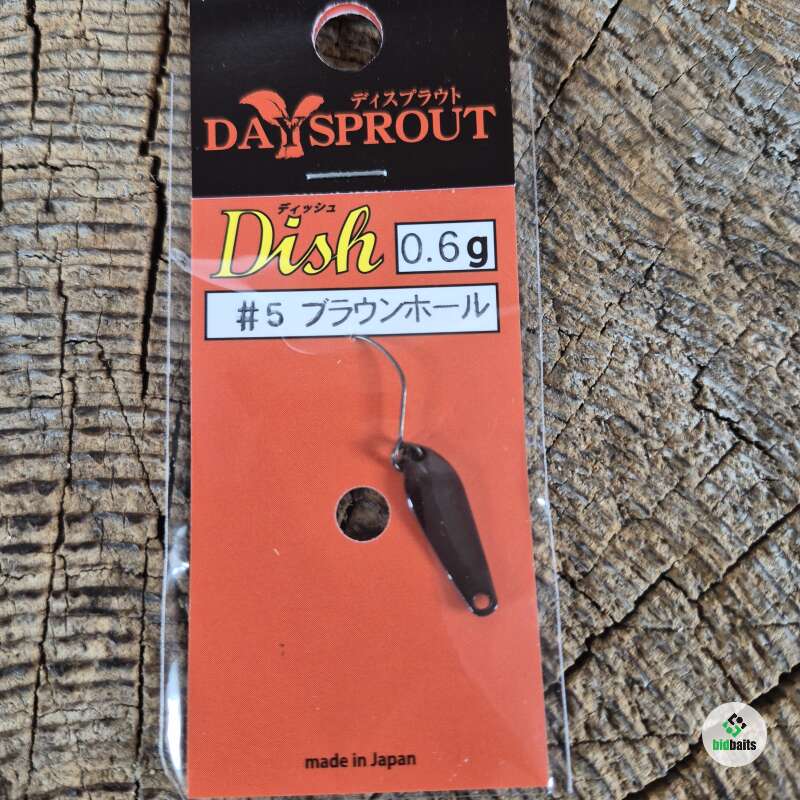 ディスプラウト
DAYSPROUT
ディッシュ
Dish 0.6g
#5 ブラウンホール
made in Japan
bidbaits